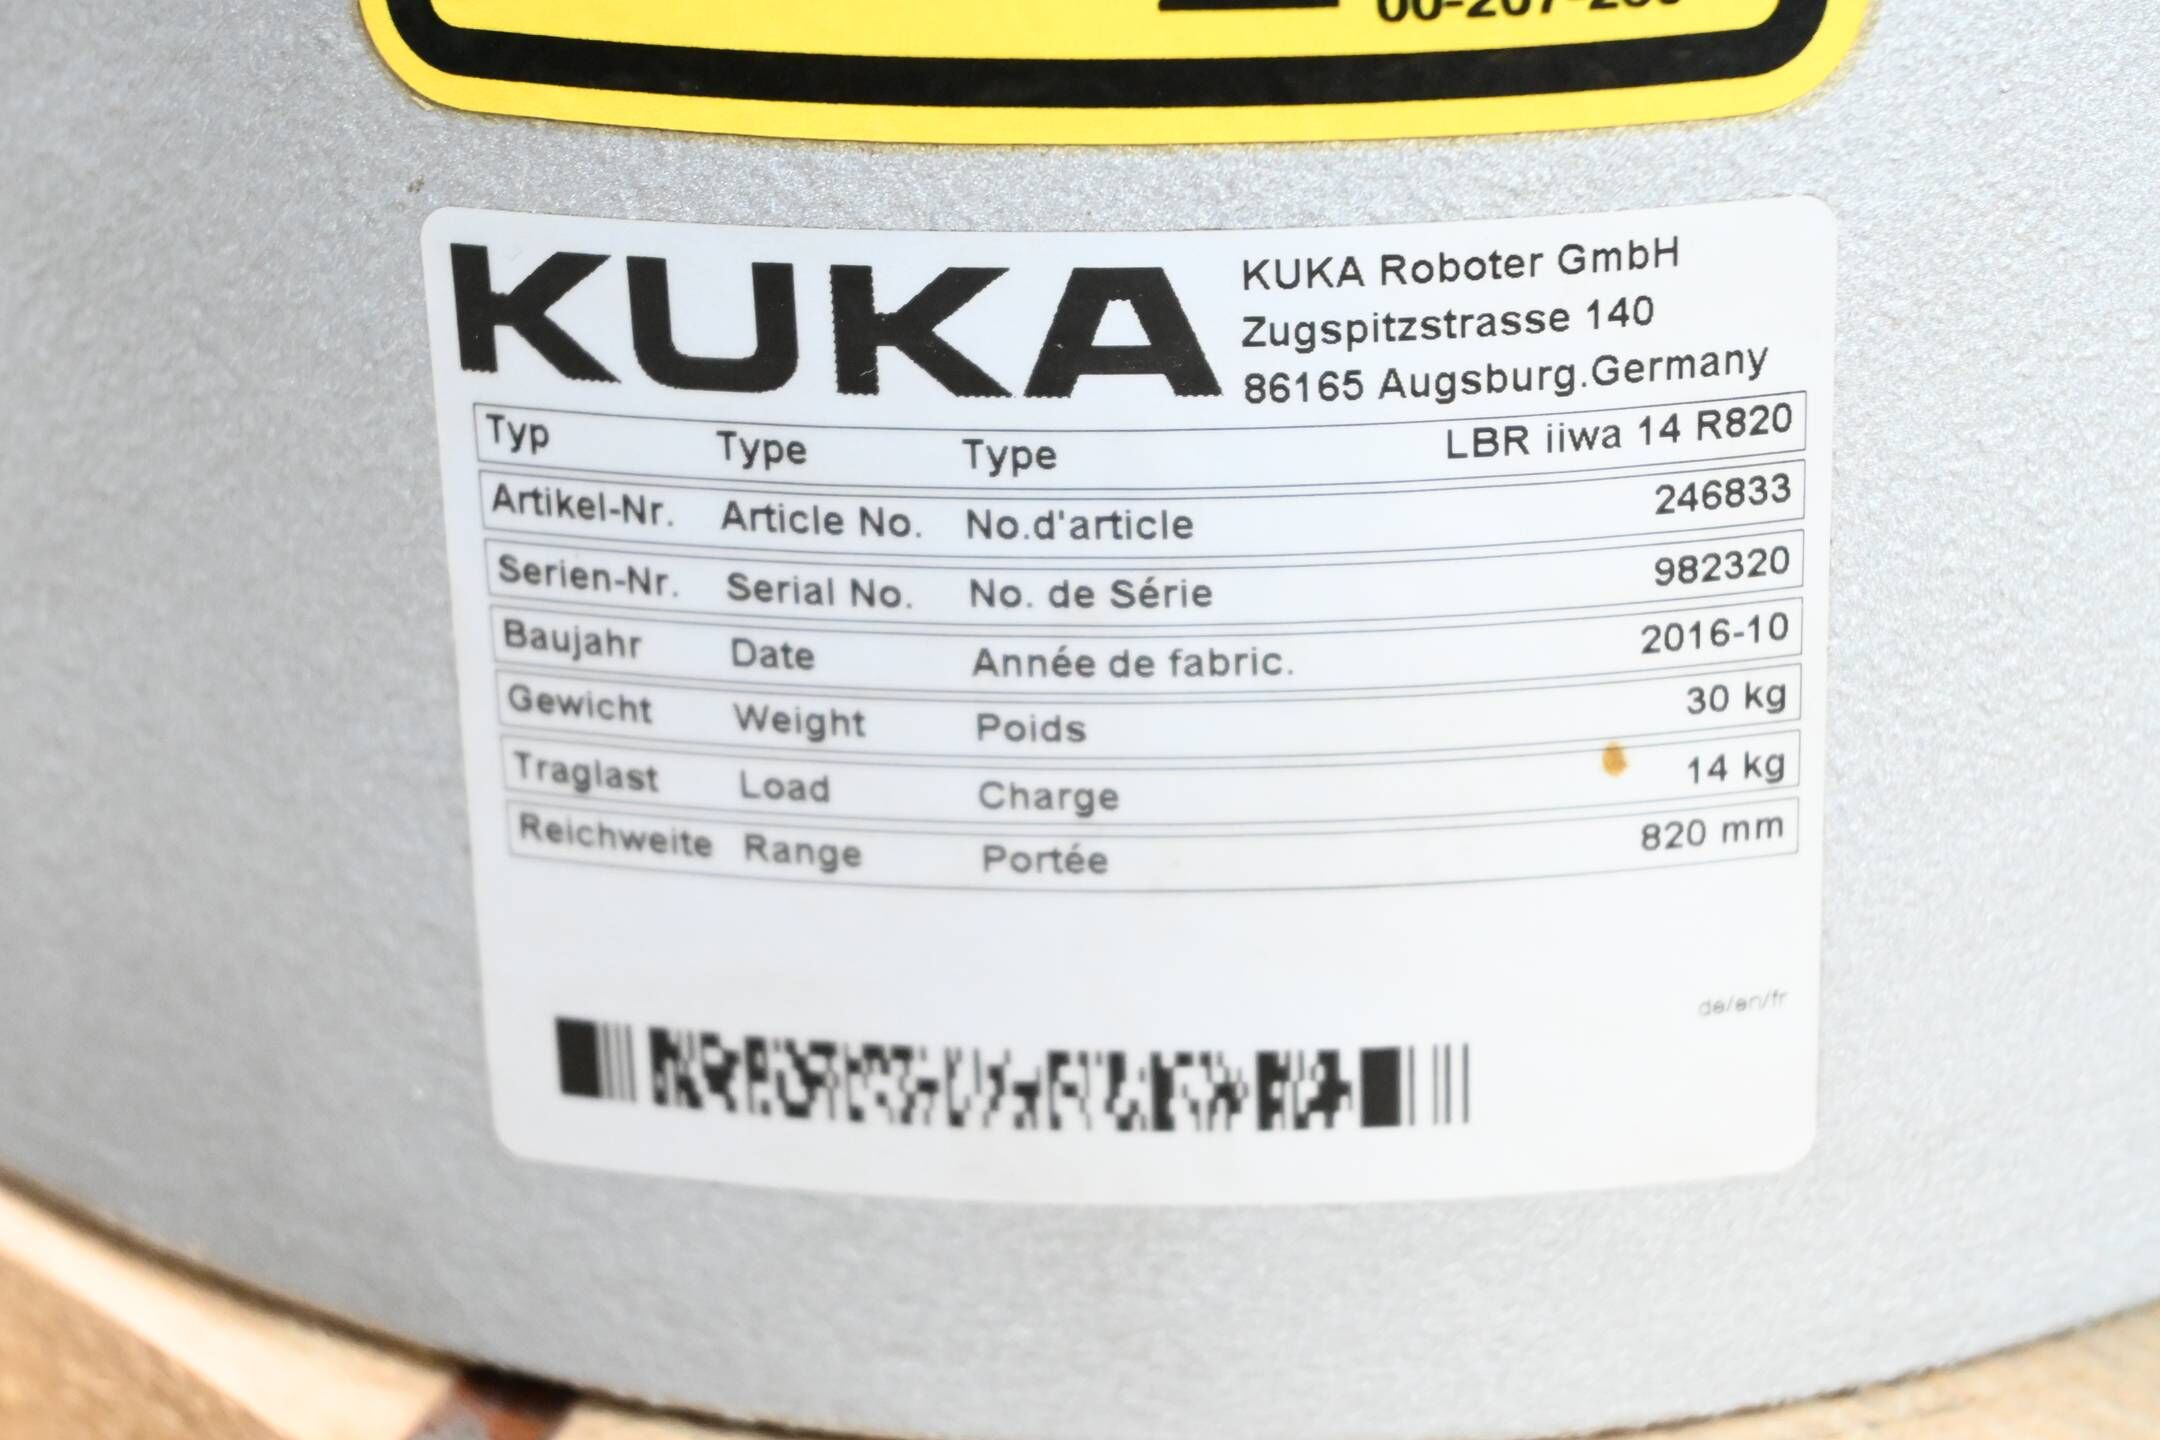 KUKA
KUKA Roboter GmbH
Zugspitzstrasse 140
86165 Augsburg.Germany
Typ Type Type LBR iiwa 14 R820
Artikel-Nr. Article No. No.d'article 246833
Serien-Nr. Serial No. No. de Série 982320
Baujahr Date Année de fabric. 2016-10
Gewicht Weight Poids 30 kg
Traglast Load Charge 14 kg
Reichweite Range Portée 820 mm
de/en/fr